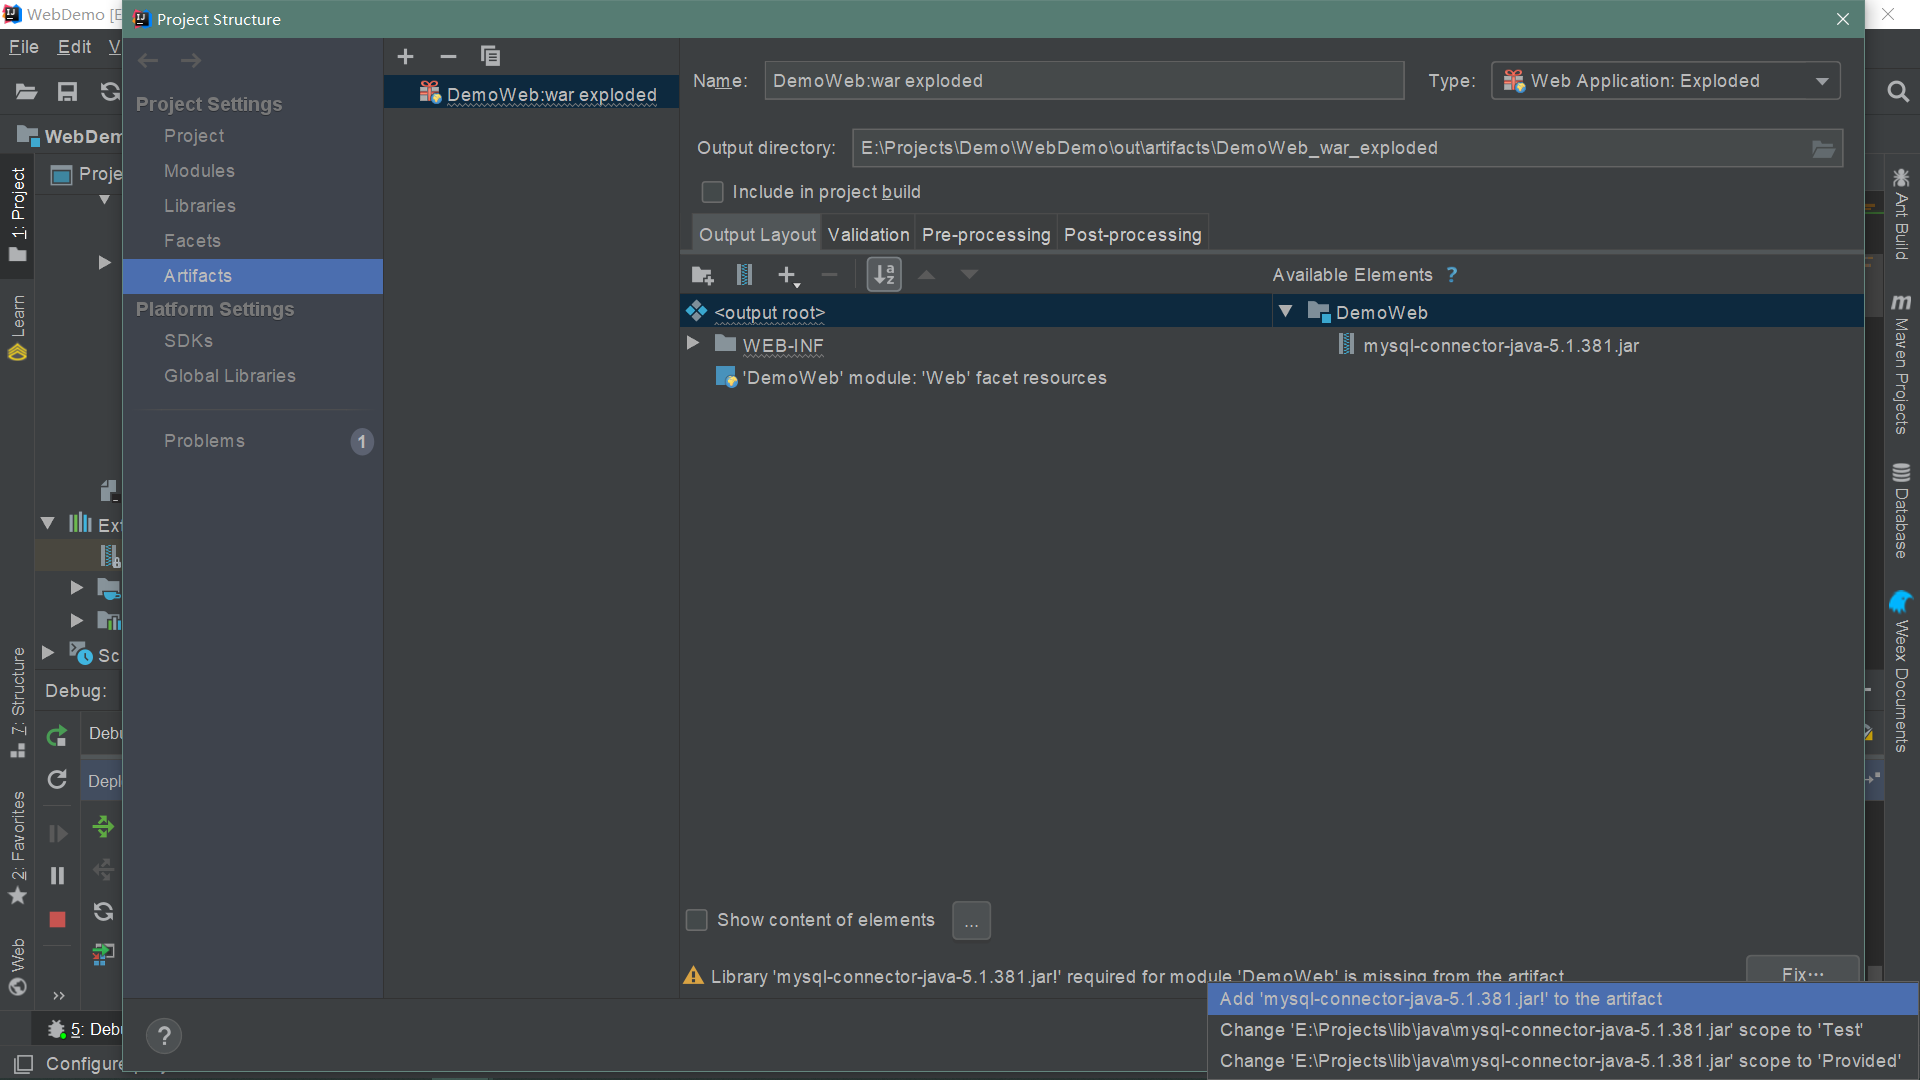 WebDemo [E
Project Structure
File Edit V
Name: DemoWeb:war exploded Type: Web Application: Exploded
DemoWeb:war exploded
Project Settings
Project
Modules
Libraries
Facets
Artifacts
Platform Settings
SDKs
Global Libraries
Problems 1
WebDem
Proje
Ext
Sc
Debug:
Debu
Depl
5: Debu
Configure
1: Project
Learn
7: Structure
2: Favorites
Web
Output directory: E:\Projects\Demo\WebDemo\out\artifacts\DemoWeb_war_exploded
Include in project build
Output Layout Validation Pre-processing Post-processing
Available Elements ?
<output root>
WEB-INF
'DemoWeb' module: 'Web' facet resources
DemoWeb
mysql-connector-java-5.1.381.jar
Show content of elements ...
Library 'mysql-connector-java-5.1.381.jar!' required for module 'DemoWeb' is missing from the artifact
Fix...
Add 'mysql-connector-java-5.1.381.jar!' to the artifact
Change 'E:\Projects\lib\java\mysql-connector-java-5.1.381.jar' scope to 'Test'
Change 'E:\Projects\lib\java\mysql-connector-java-5.1.381.jar' scope to 'Provided'
?
Ant Build
m Maven Projects
Database
Weex Documents